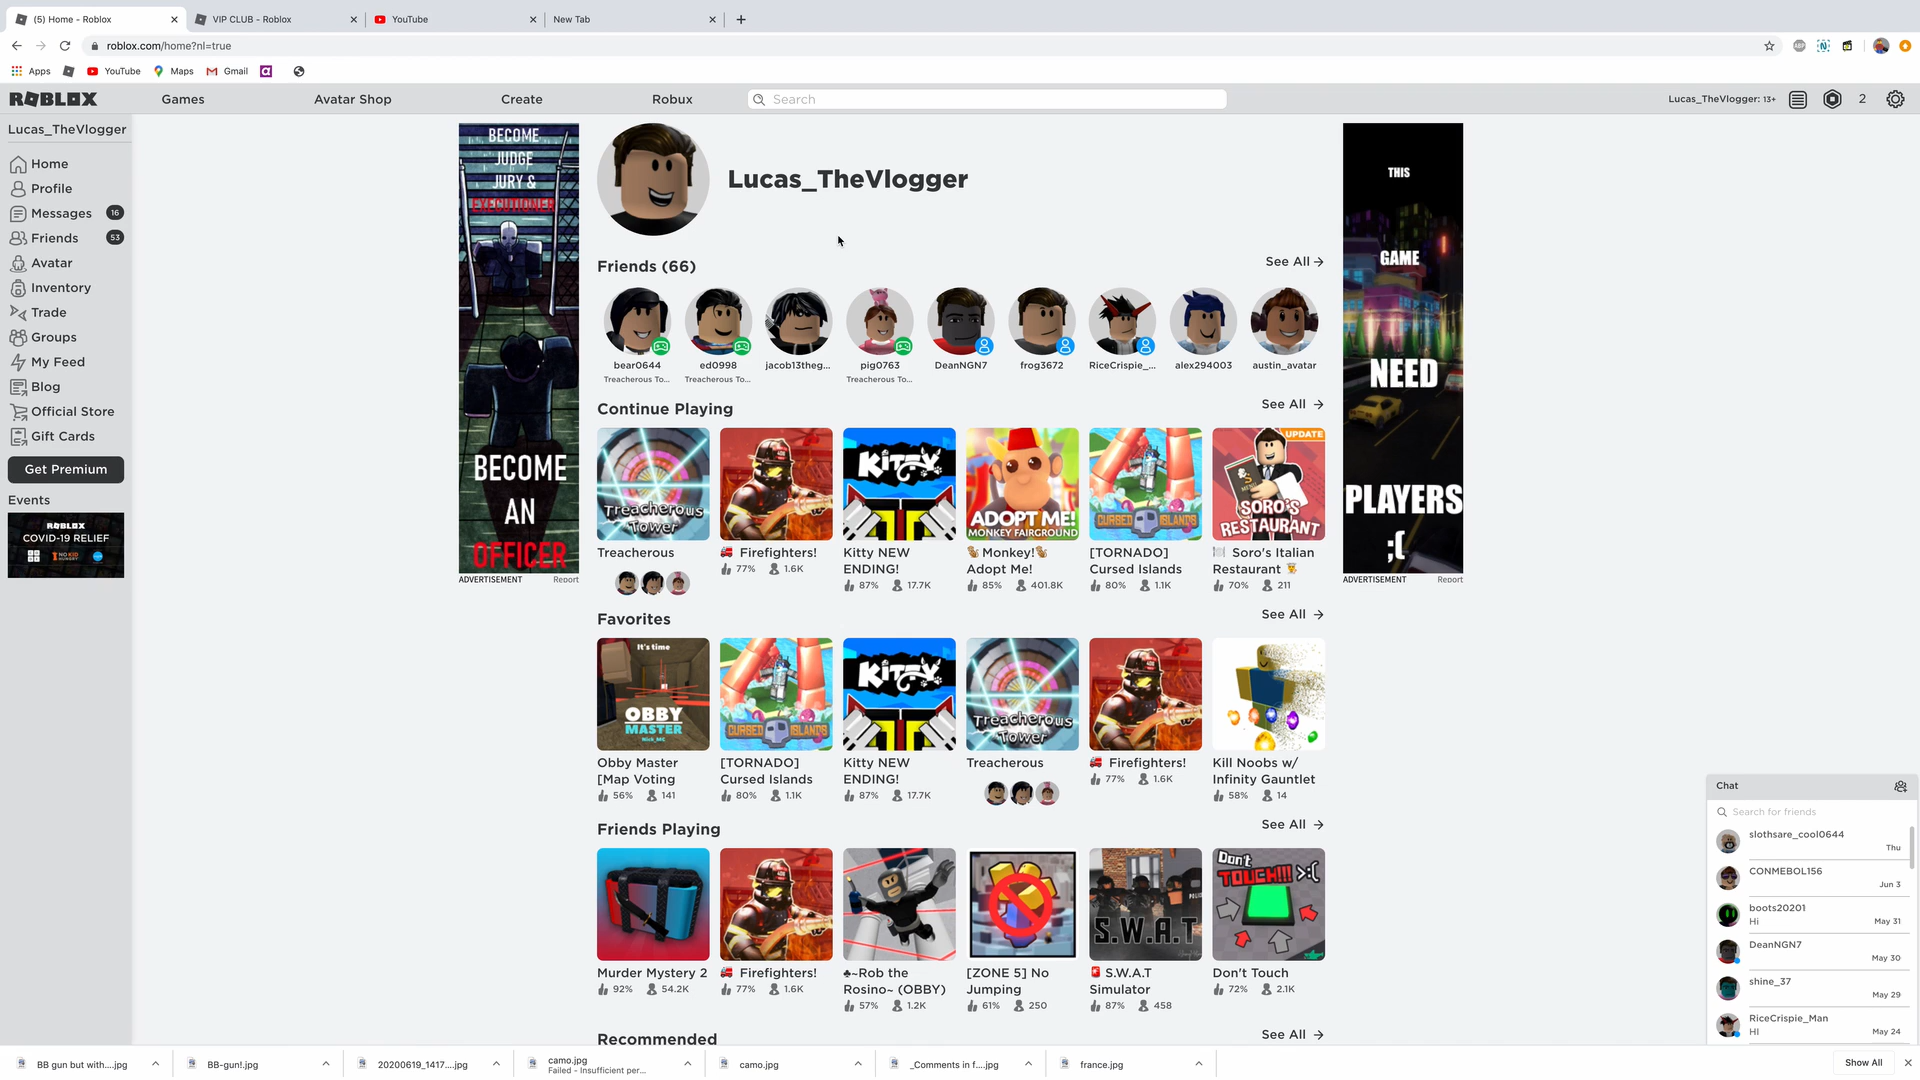 (5) Home - Roblox
VIP CLUB - Roblox
YouTube
New Tab
roblox.com/home?nl=true
Apps
YouTube
Maps
Gmail
ROBLOX
Games
Avatar Shop
Create
Robux
Search
Lucas_TheVlogger: 13+
2
Lucas_TheVlogger
Home
Profile
Messages 16
Friends 53
Avatar
Inventory
Trade
Groups
My Feed
Blog
Official Store
Gift Cards
Get Premium
Events
ROBLOX
COVID-19 RELIEF
NO KID
HUNGRY
BECOME
JUDGE
JURY &
EXECUTIONER
BECOME
AN
OFFICER
ADVERTISEMENT
Report
Lucas_TheVlogger
Friends (66)
See All →
bear0644
Treacherous To...
ed0998
Treacherous To...
jacob13theg...
pig0763
Treacherous To...
DeanNGN7
frog3672
RiceCrispie_...
alex294003
austin_avatar
Continue Playing
See All →
Treacherous
Tower
KiTTY
ADOPT ME!
MONKEY FAIRGROUND
CURSED ISLANDS
UPDATE
MENU
SORO'S
RESTAURANT
Treacherous
🚒 Firefighters!
77% 1.6K
Kitty NEW
ENDING!
87% 17.7K
🐒Monkey!🐒
Adopt Me!
85% 401.8K
[TORNADO]
Cursed Islands
80% 1.1K
🍽️ Soro's Italian
Restaurant 👨‍🍳
70% 211
Favorites
See All →
It's time
OBBY
MASTER
CURSED ISLANDS
KiTTY
Treacherous
Tower
Obby Master
[Map Voting
56% 141
[TORNADO]
Cursed Islands
80% 1.1K
Kitty NEW
ENDING!
87% 17.7K
Treacherous
🚒 Firefighters!
77% 1.6K
Kill Noobs w/
Infinity Gauntlet
58% 14
Friends Playing
See All →
S.W.A.T
Don't
TOUCH!!! >:(
Murder Mystery 2
92% 54.2K
🚒 Firefighters!
77% 1.6K
♣~Rob the
Rosino~ (OBBY)
57% 1.2K
[ZONE 5] No
Jumping
61% 250
🚨 S.W.A.T
Simulator
87% 458
Don't Touch
72% 2.1K
Recommended
See All →
THIS
GAME
NEED
PLAYERS
;(
ADVERTISEMENT
Report
Chat
Search for friends
slothsare_cool0644
Thu
CONMEBOL156
Jun 3
boots20201
Hi
May 31
DeanNGN7
May 30
shine_37
May 29
RiceCrispie_Man
HI
May 24
BB gun but with....jpg
BB-gun!.jpg
20200619_1417....jpg
camo.jpg
Failed - Insufficient per...
camo.jpg
_Comments in f....jpg
france.jpg
Show All